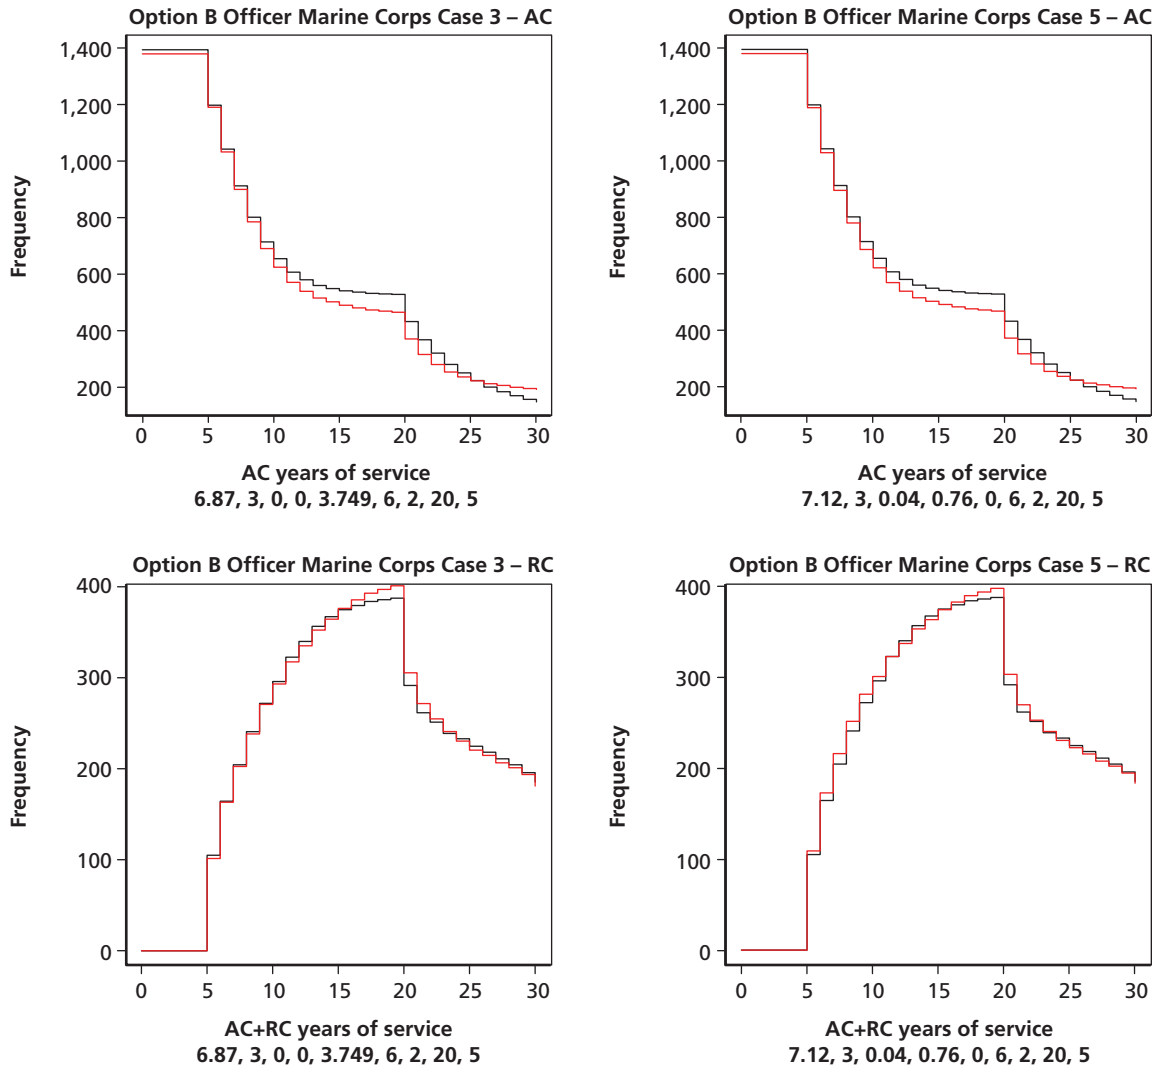 Option B Officer Marine Corps Case 3 – AC
1,400
1,200
1,000
800
600
400
200
Frequency
0 5 10 15 20 25 30
AC years of service
6.87, 3, 0, 0, 3.749, 6, 2, 20, 5
Option B Officer Marine Corps Case 5 – AC
1,400
1,200
1,000
800
600
400
200
Frequency
0 5 10 15 20 25 30
AC years of service
7.12, 3, 0.04, 0.76, 0, 6, 2, 20, 5
Option B Officer Marine Corps Case 3 – RC
400
300
200
100
0
Frequency
0 5 10 15 20 25 30
AC+RC years of service
6.87, 3, 0, 0, 3.749, 6, 2, 20, 5
Option B Officer Marine Corps Case 5 – RC
400
300
200
100
0
Frequency
0 5 10 15 20 25 30
AC+RC years of service
7.12, 3, 0.04, 0.76, 0, 6, 2, 20, 5